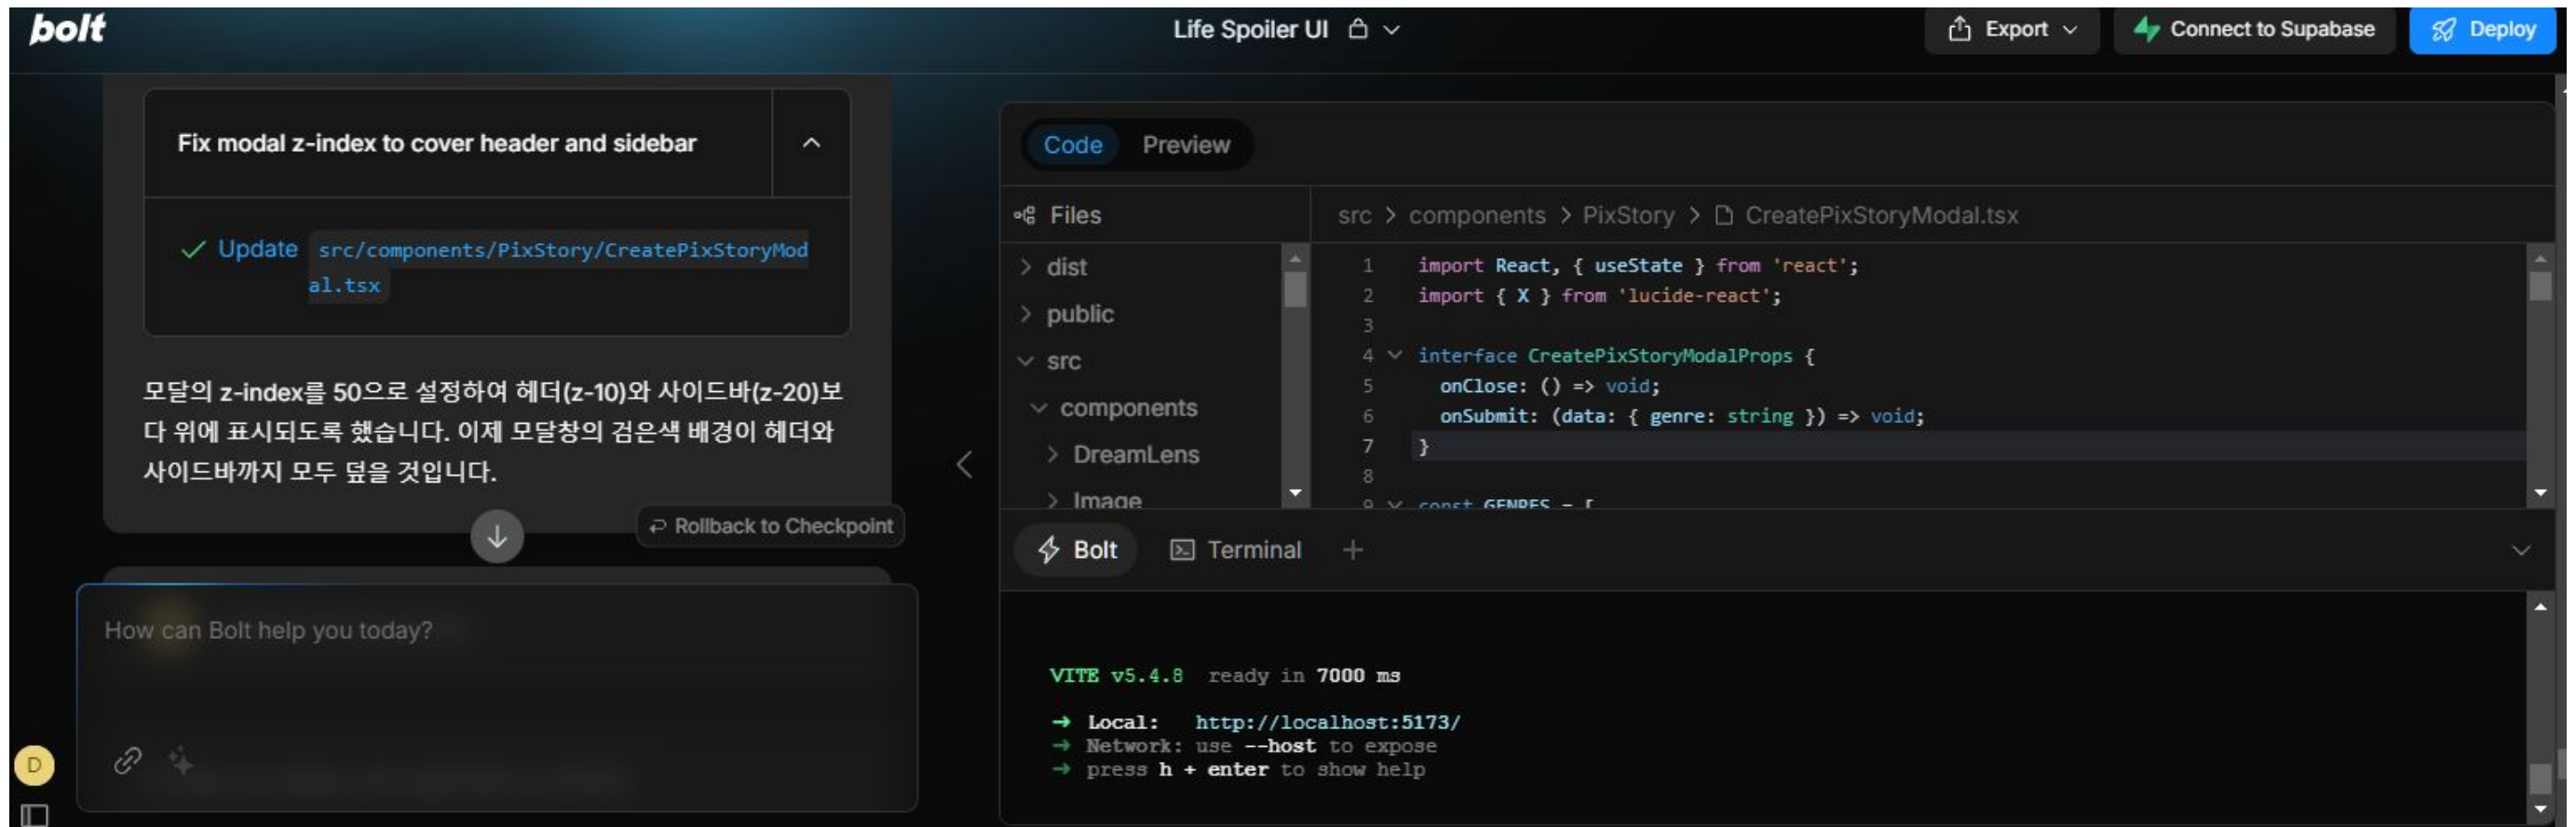 bolt
Life Spoiler UI
Export
Connect to Supabase
Deploy
Fix modal z-index to cover header and sidebar
Update src/components/PixStory/CreatePixStoryMod
al.tsx
모달의 z-index를 50으로 설정하여 헤더(z-10)와 사이드바(z-20)보
다 위에 표시되도록 했습니다. 이제 모달창의 검은색 배경이 헤더와
사이드바까지 모두 덮을 것입니다.
Rollback to Checkpoint
How can Bolt help you today?
D
Code Preview
Files
dist
public
src
components
DreamLens
Image
src > components > PixStory > CreatePixStoryModal.tsx
1 import React, { useState } from 'react';
2 import { X } from 'lucide-react';
3
4 interface CreatePixStoryModalProps {
5 onClose: () => void;
6 onSubmit: (data: { genre: string }) => void;
7 }
8
9 const GENRES = [
Bolt Terminal +
VITE v5.4.8 ready in 7000 ms
➜ Local: http://localhost:5173/
➜ Network: use --host to expose
➜ press h + enter to show help